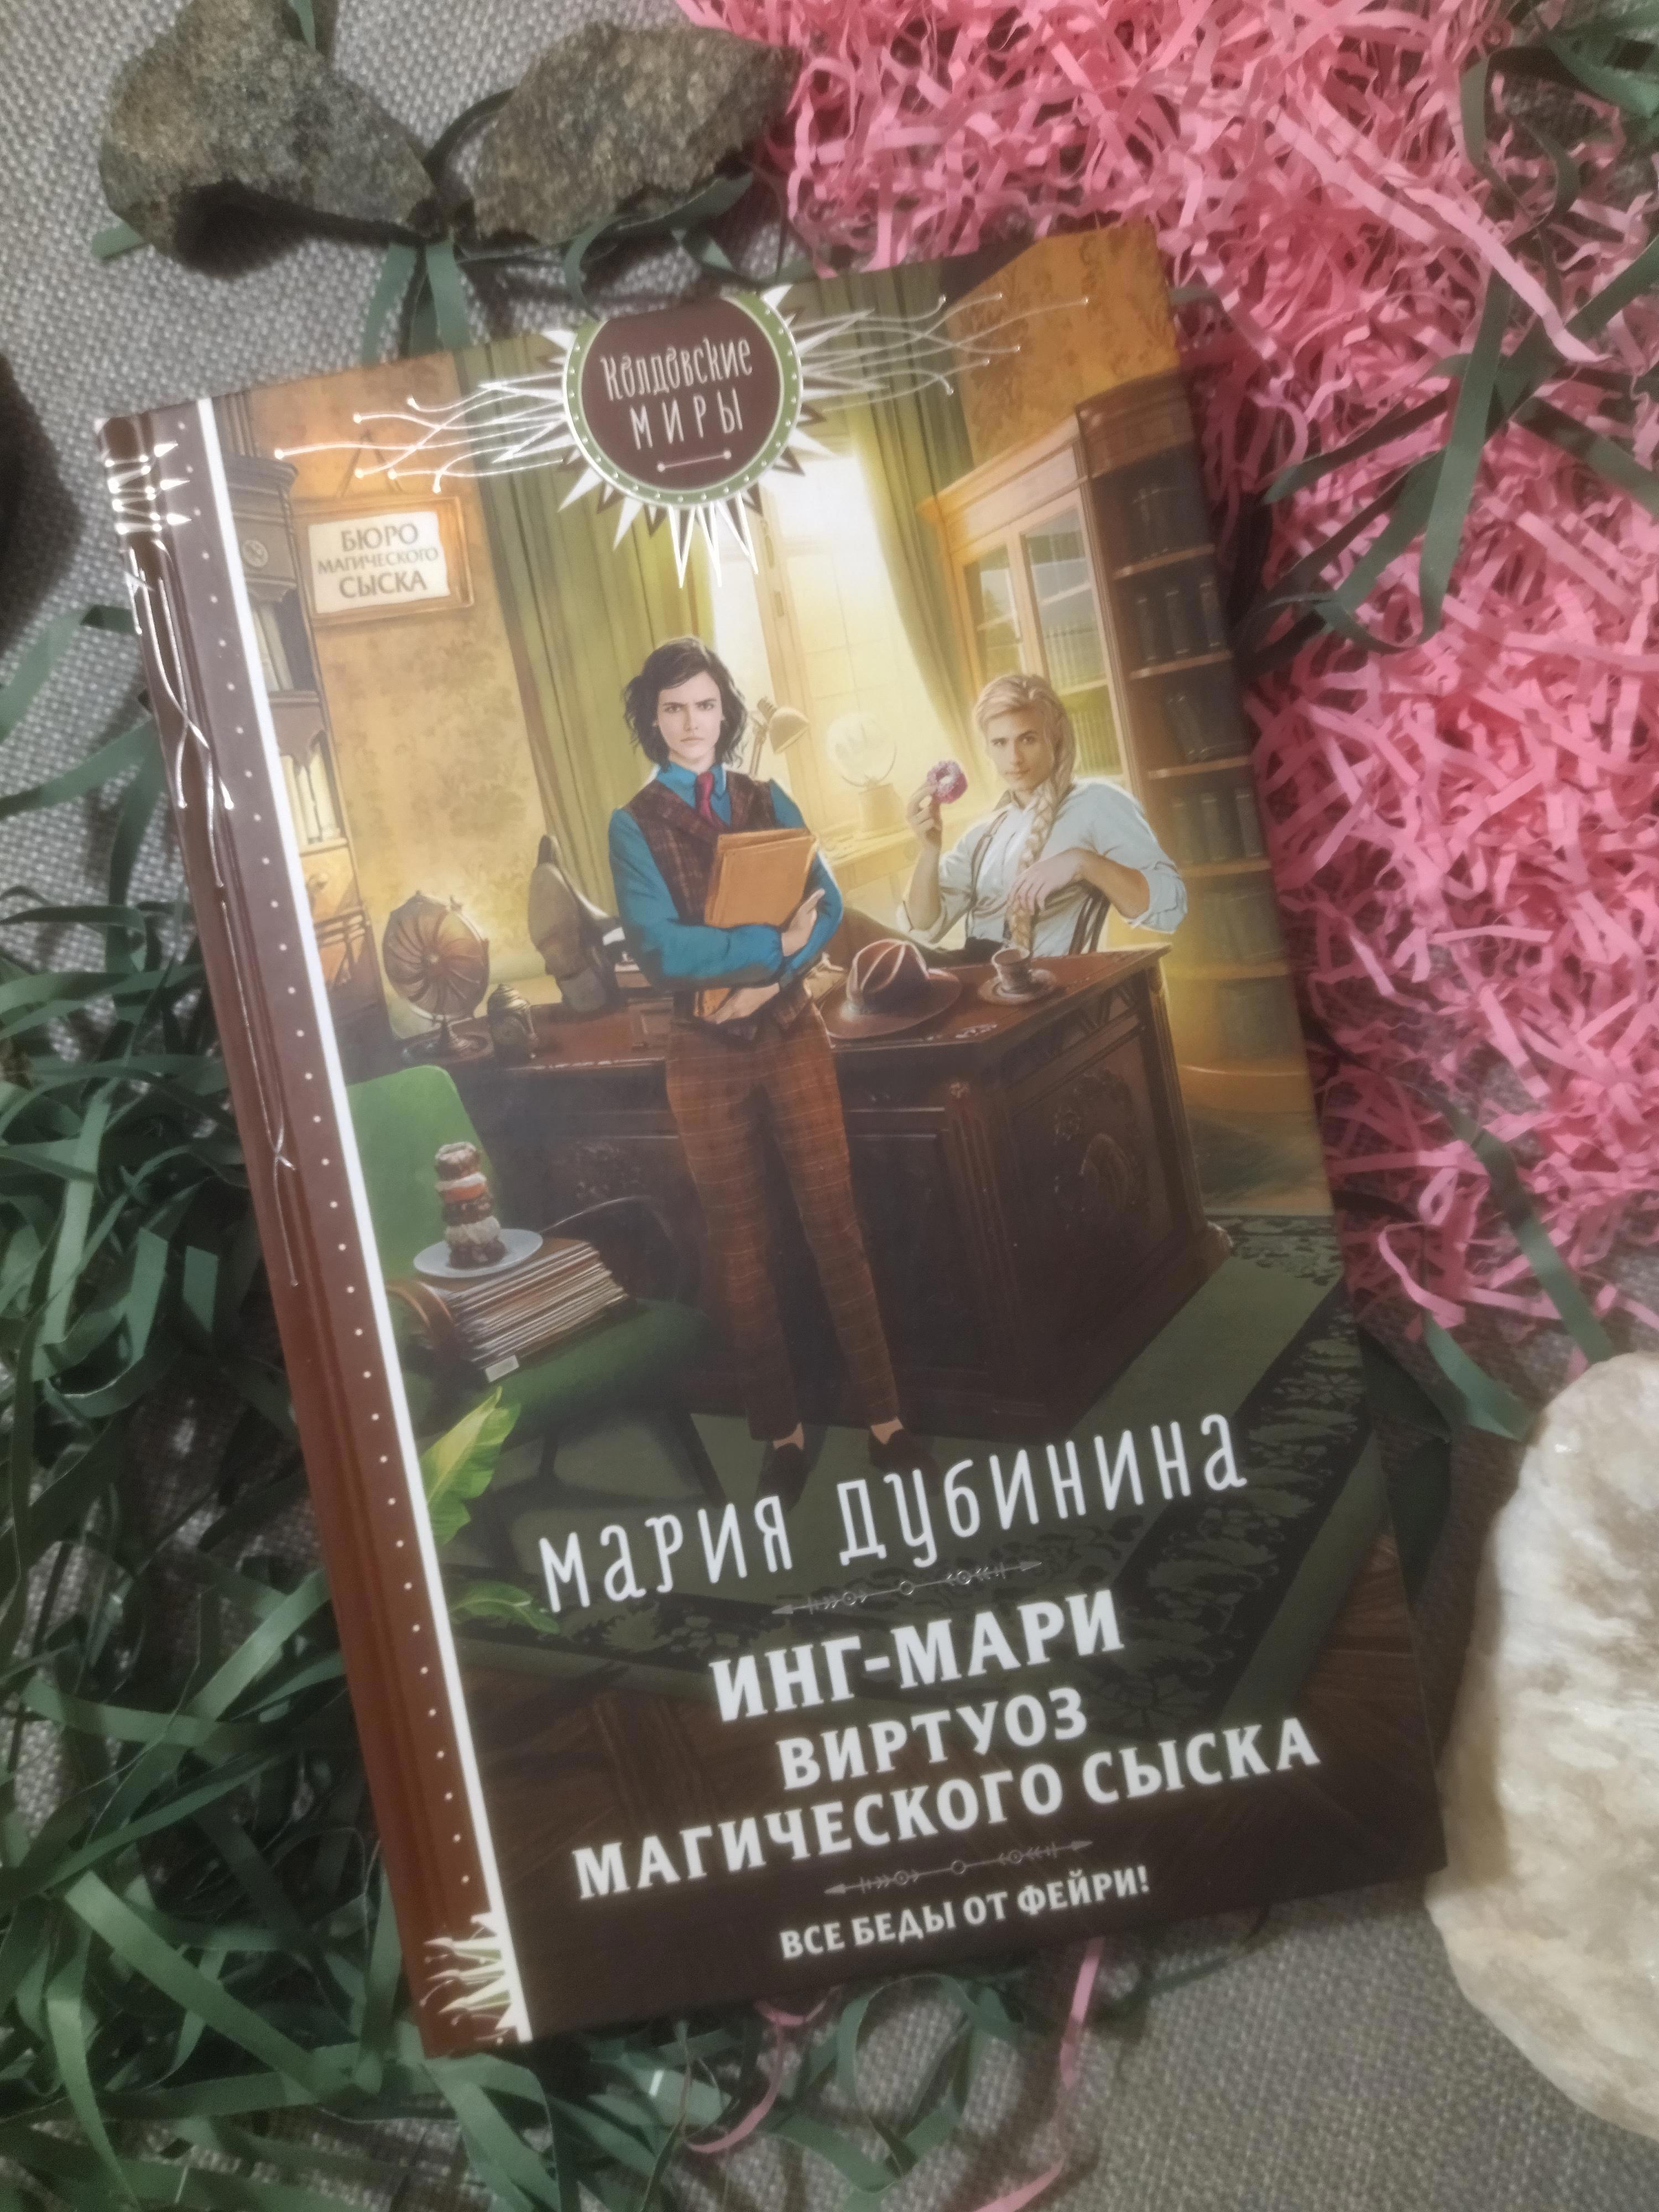 Колдовские
МИРЫ
БЮРО
МАГИЧЕСКОГО
СЫСКА
МАРИЯ ДУБИНИНА
ИНГ-МАРИ
ВИРТУОЗ
МАГИЧЕСКОГО СЫСКА
ВСЕ БЕДЫ ОТ ФЕЙРИ!